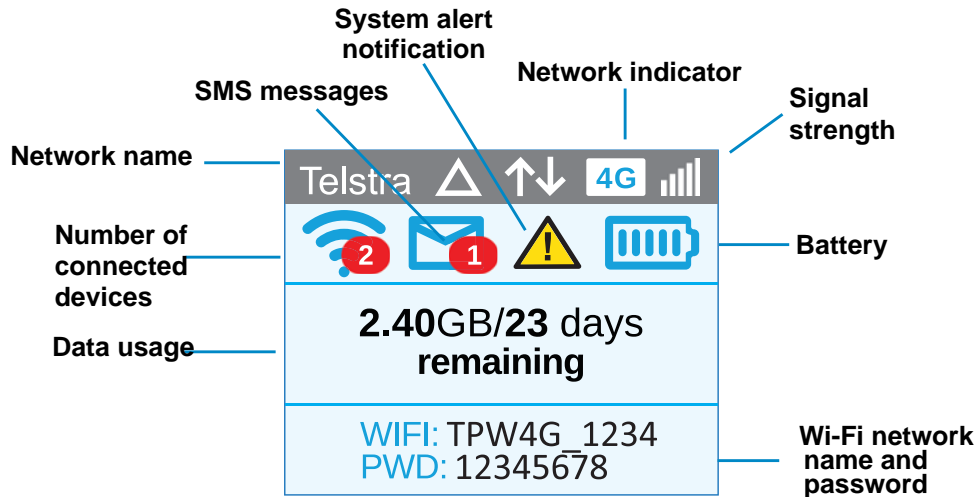 System alert
notification
Network indicator
SMS messages
Signal
strength
Network name
Telstra 4G
Number of
connected
devices
2 1 !
Battery
Data usage
2.40GB/23 days
remaining
WIFI: TPW4G_1234
PWD: 12345678
Wi-Fi network
name and
password